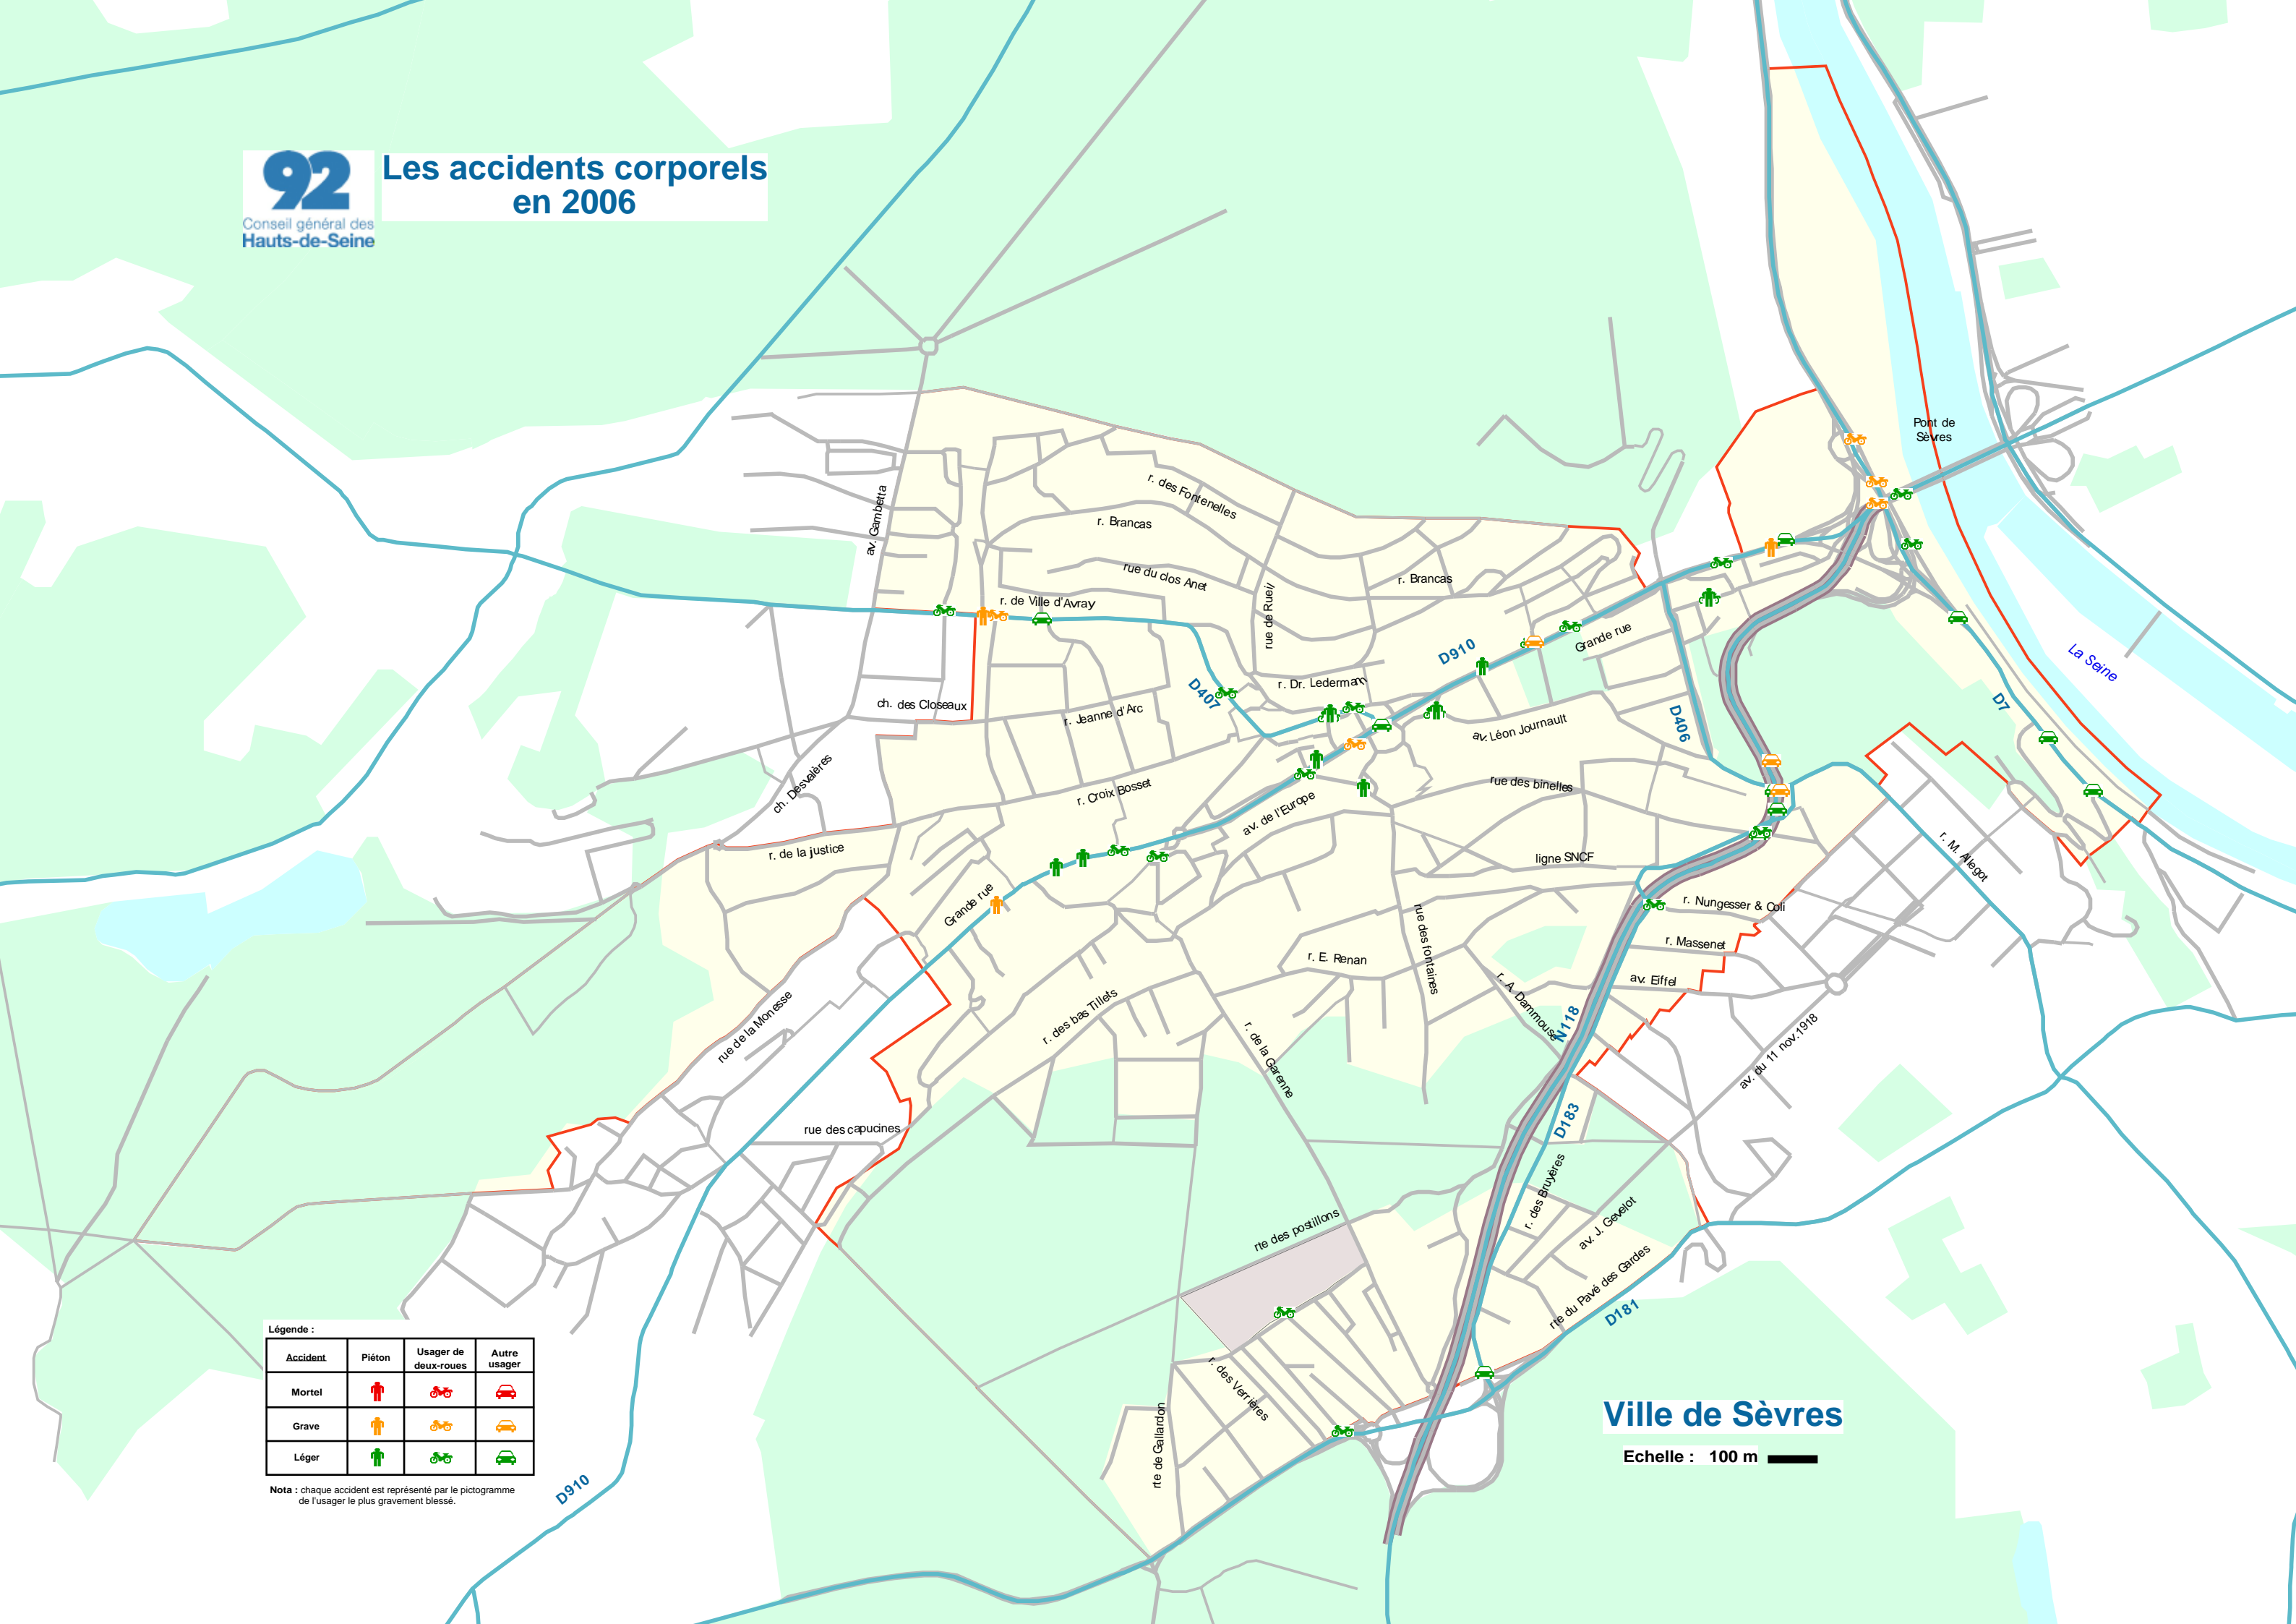 92
Conseil général des
Hauts-de-Seine
Les accidents corporels
en 2006
Pont de
Sèvres
r. des Fontenelles
av. Gambetta
r. Brancas
rue du clos Anet
r. Brancas
r. de Ville d'Avray
rue de Rueil
Grande rue
D910
La Seine
r. Dr. Ledermann
D407
ch. des Closeaux
r. Jeanne d'Arc
D7
D406
av. Léon Journault
ch. Desvalères
r. Croix Bosset
rue des binelles
av. de l'Europe
r. de la justice
ligne SNCF
r. M. Allegot
Grande rue
r. Nungesser & Coli
rue des fontaines
r. Massenet
r. E. Renan
av. Eiffel
r. A. Dammouse
rue de la Monesse
r. des bas Tillets
N118
r. de la Garenne
av. du 11 nov.1918
rue des capucines
D183
r. des Bruyères
rte des postillons
av. J. Gevelot
rte du Pavé des Gardes
D181
r. des Verrières
rte de Gallardon
D910
Légende :
Accident Piéton Usager de deux-roues Autre usager
Mortel
Grave
Léger
Nota : chaque accident est représenté par le pictogramme
de l'usager le plus gravement blessé.
Ville de Sèvres
Echelle : 100 m